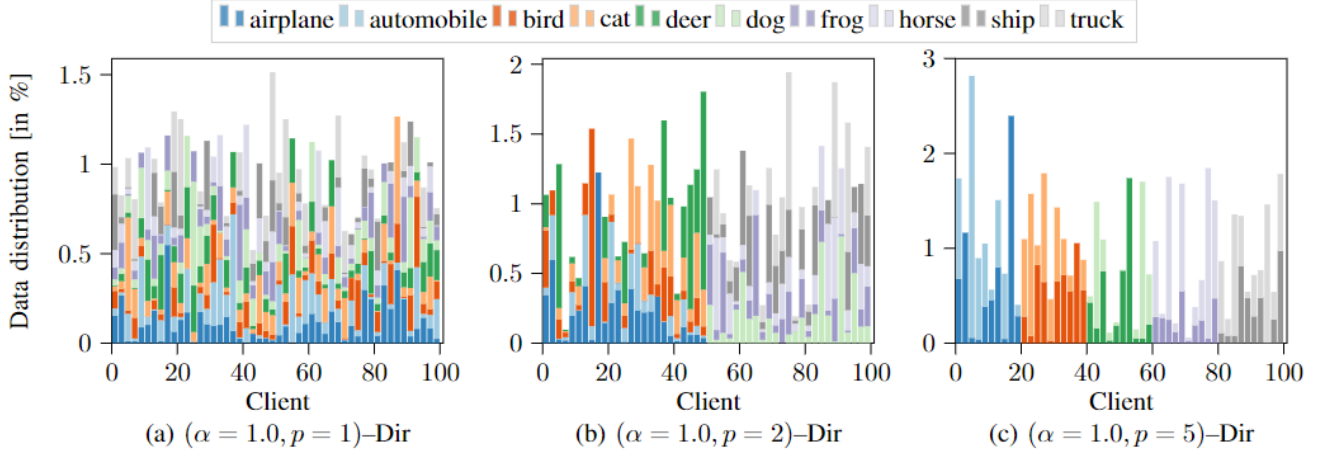 airplane automobile bird cat deer dog frog horse ship truck
Data distribution [in %]
1.5
1
0.5
0
0 20 40 60 80 100
Client
(a) (α = 1.0, p = 1)–Dir
2
1.5
1
0.5
0
0 20 40 60 80 100
Client
(b) (α = 1.0, p = 2)–Dir
3
2
1
0
0 20 40 60 80 100
Client
(c) (α = 1.0, p = 5)–Dir